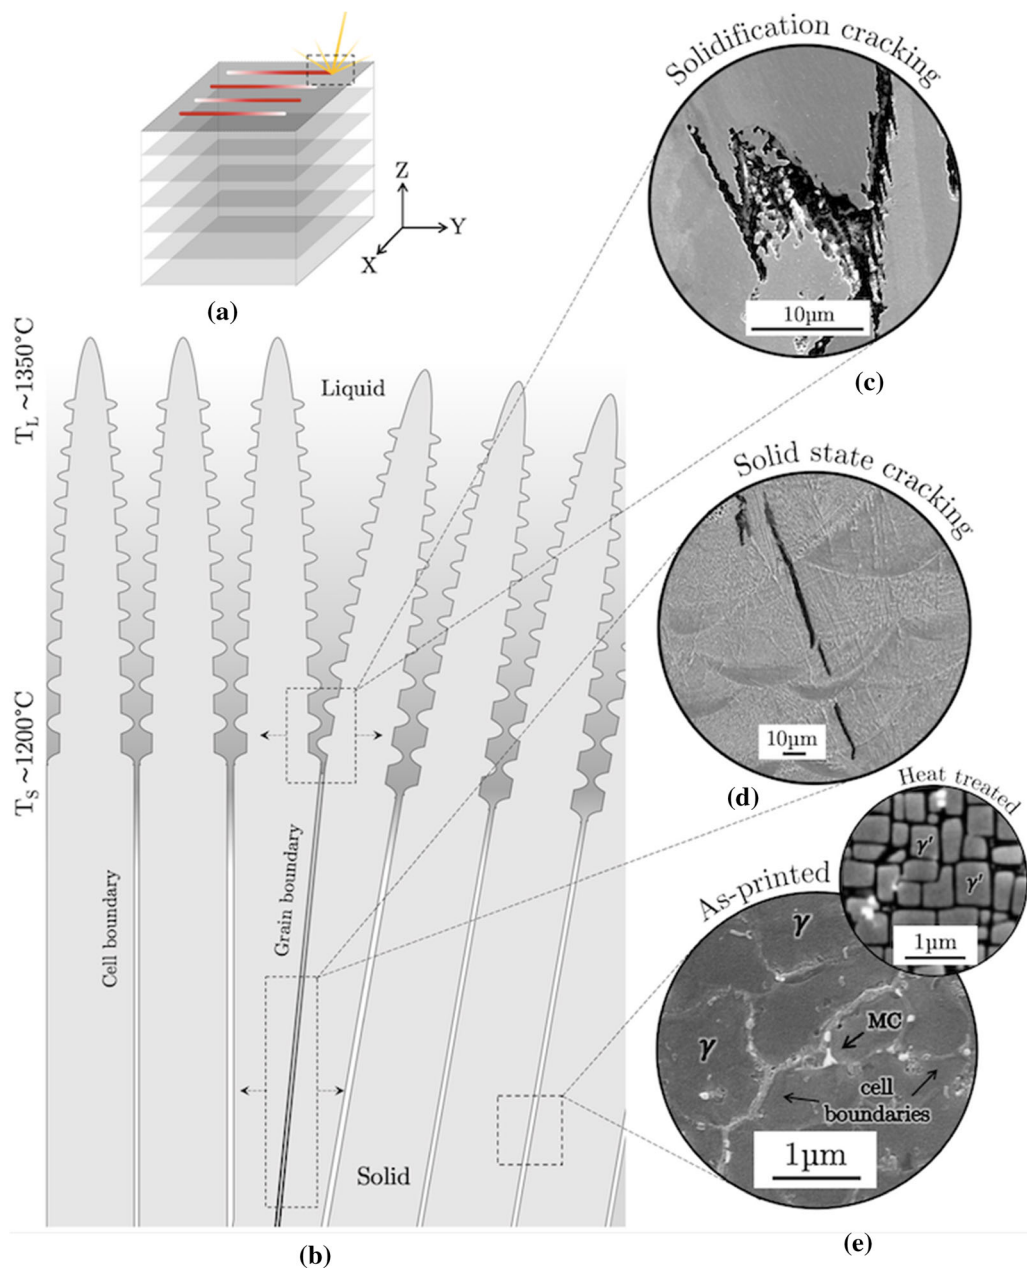 Z
Y
X
(a)
Solidification cracking
10µm
(c)
T_L ~1350°C
Liquid
Solid state cracking
10µm
(d)
T_S ~1200°C
Cell boundary
Grain boundary
Solid
(b)
Heat treated
γ'
γ'
1µm
As-printed
γ
γ
MC
cell
boundaries
1µm
(e)